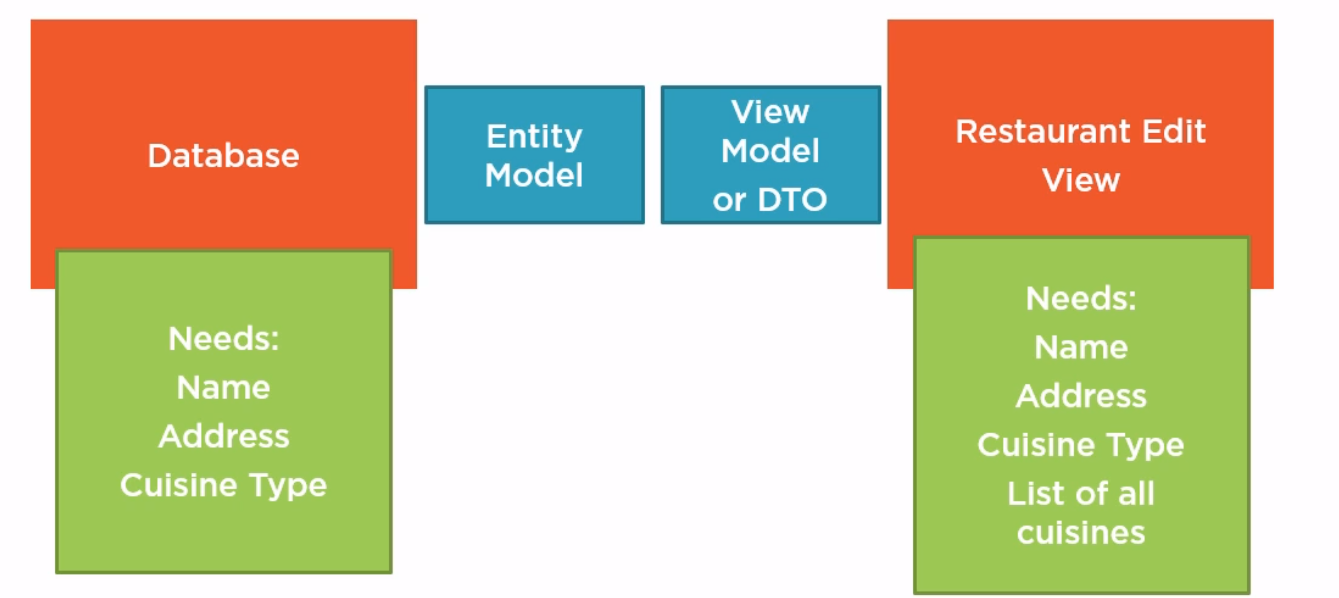 Database
Entity
Model
View
Model
or DTO
Restaurant Edit
View
Needs:
Name
Address
Cuisine Type
Needs:
Name
Address
Cuisine Type
List of all
cuisines